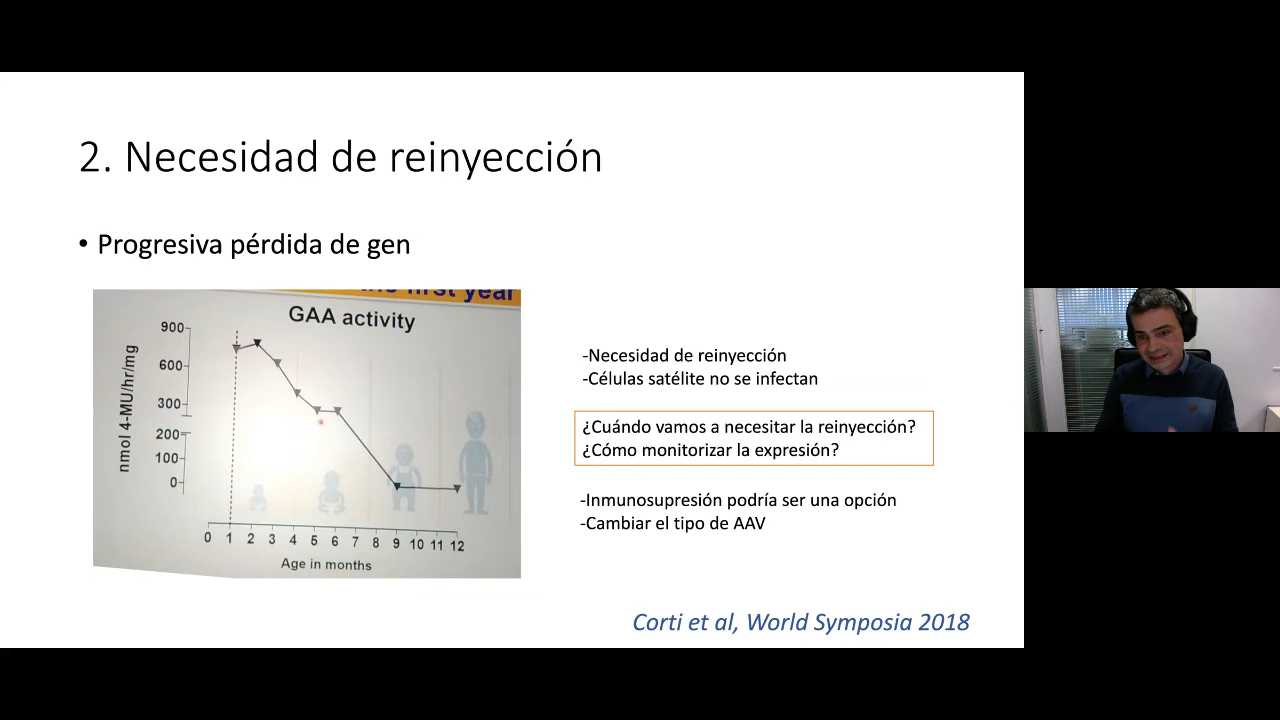 2. Necesidad de reinyección
• Progresiva pérdida de gen
the first year
GAA activity
nmol 4-MU/hr/mg
900
600
300
200
100
0
0 1 2 3 4 5 6 7 8 9 10 11 12
Age in months
-Necesidad de reinyección
-Células satélite no se infectan
¿Cuándo vamos a necesitar la reinyección?
¿Cómo monitorizar la expresión?
-Inmunosupresión podría ser una opción
-Cambiar el tipo de AAV
Corti et al, World Symposia 2018